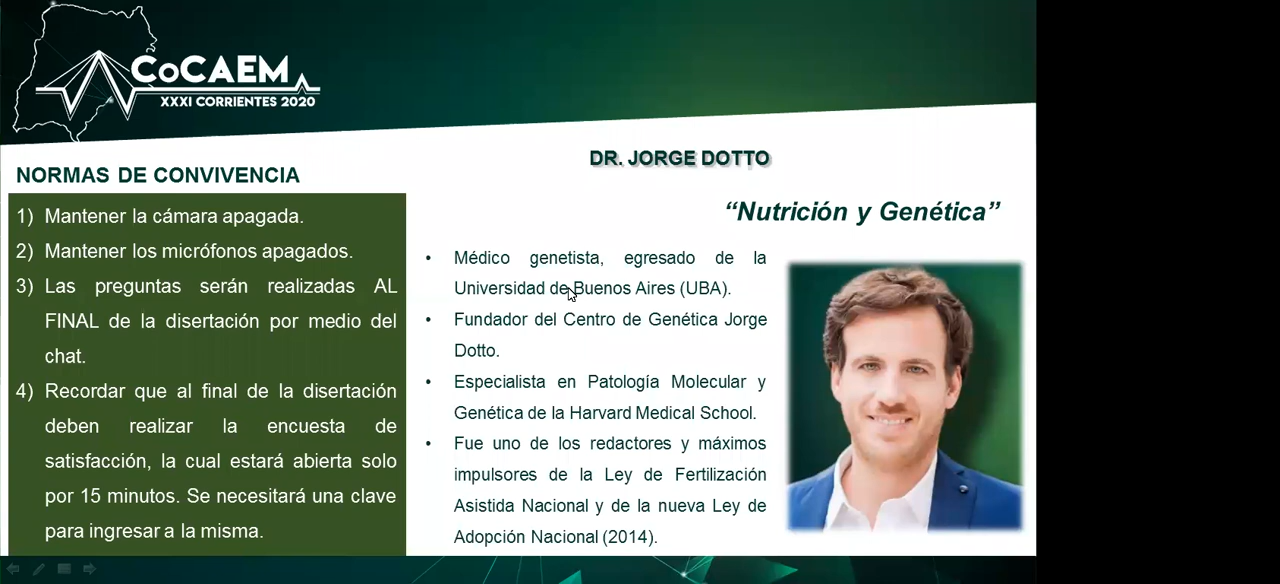 CoCAEM
XXXI CORRIENTES 2020
NORMAS DE CONVIVENCIA
1) Mantener la cámara apagada.
2) Mantener los micrófonos apagados.
3) Las preguntas serán realizadas AL
FINAL de la disertación por medio del
chat.
4) Recordar que al final de la disertación
deben realizar la encuesta de
satisfacción, la cual estará abierta solo
por 15 minutos. Se necesitará una clave
para ingresar a la misma.
DR. JORGE DOTTO
“Nutrición y Genética”
• Médico genetista, egresado de la
Universidad de Buenos Aires (UBA).
• Fundador del Centro de Genética Jorge
Dotto.
• Especialista en Patología Molecular y
Genética de la Harvard Medical School.
• Fue uno de los redactores y máximos
impulsores de la Ley de Fertilización
Asistida Nacional y de la nueva Ley de
Adopción Nacional (2014).